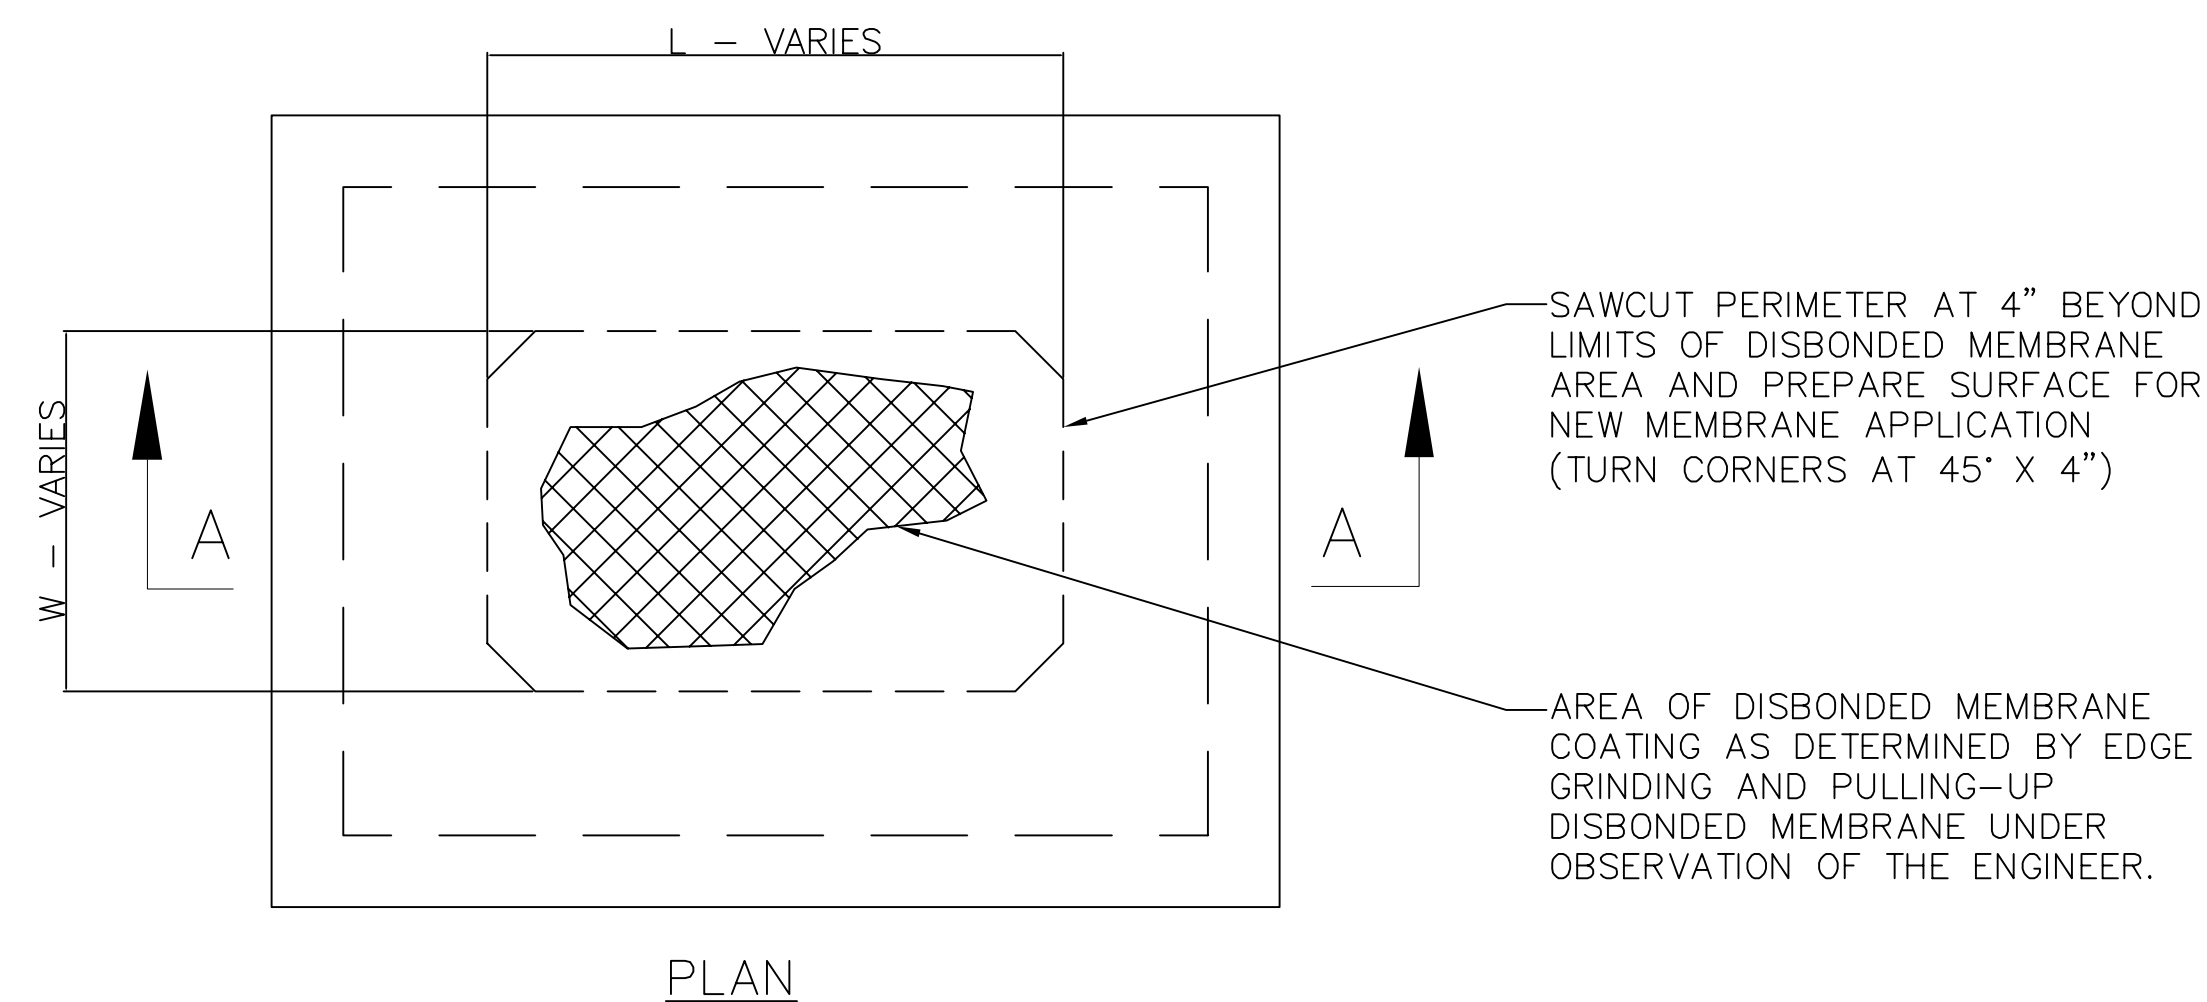 L - VARIES
W - VARIES
A
A
SAWCUT PERIMETER AT 4" BEYOND
LIMITS OF DISBONDED MEMBRANE
AREA AND PREPARE SURFACE FOR
NEW MEMBRANE APPLICATION
(TURN CORNERS AT 45° X 4")
AREA OF DISBONDED MEMBRANE
COATING AS DETERMINED BY EDGE
GRINDING AND PULLING-UP
DISBONDED MEMBRANE UNDER
OBSERVATION OF THE ENGINEER.
PLAN